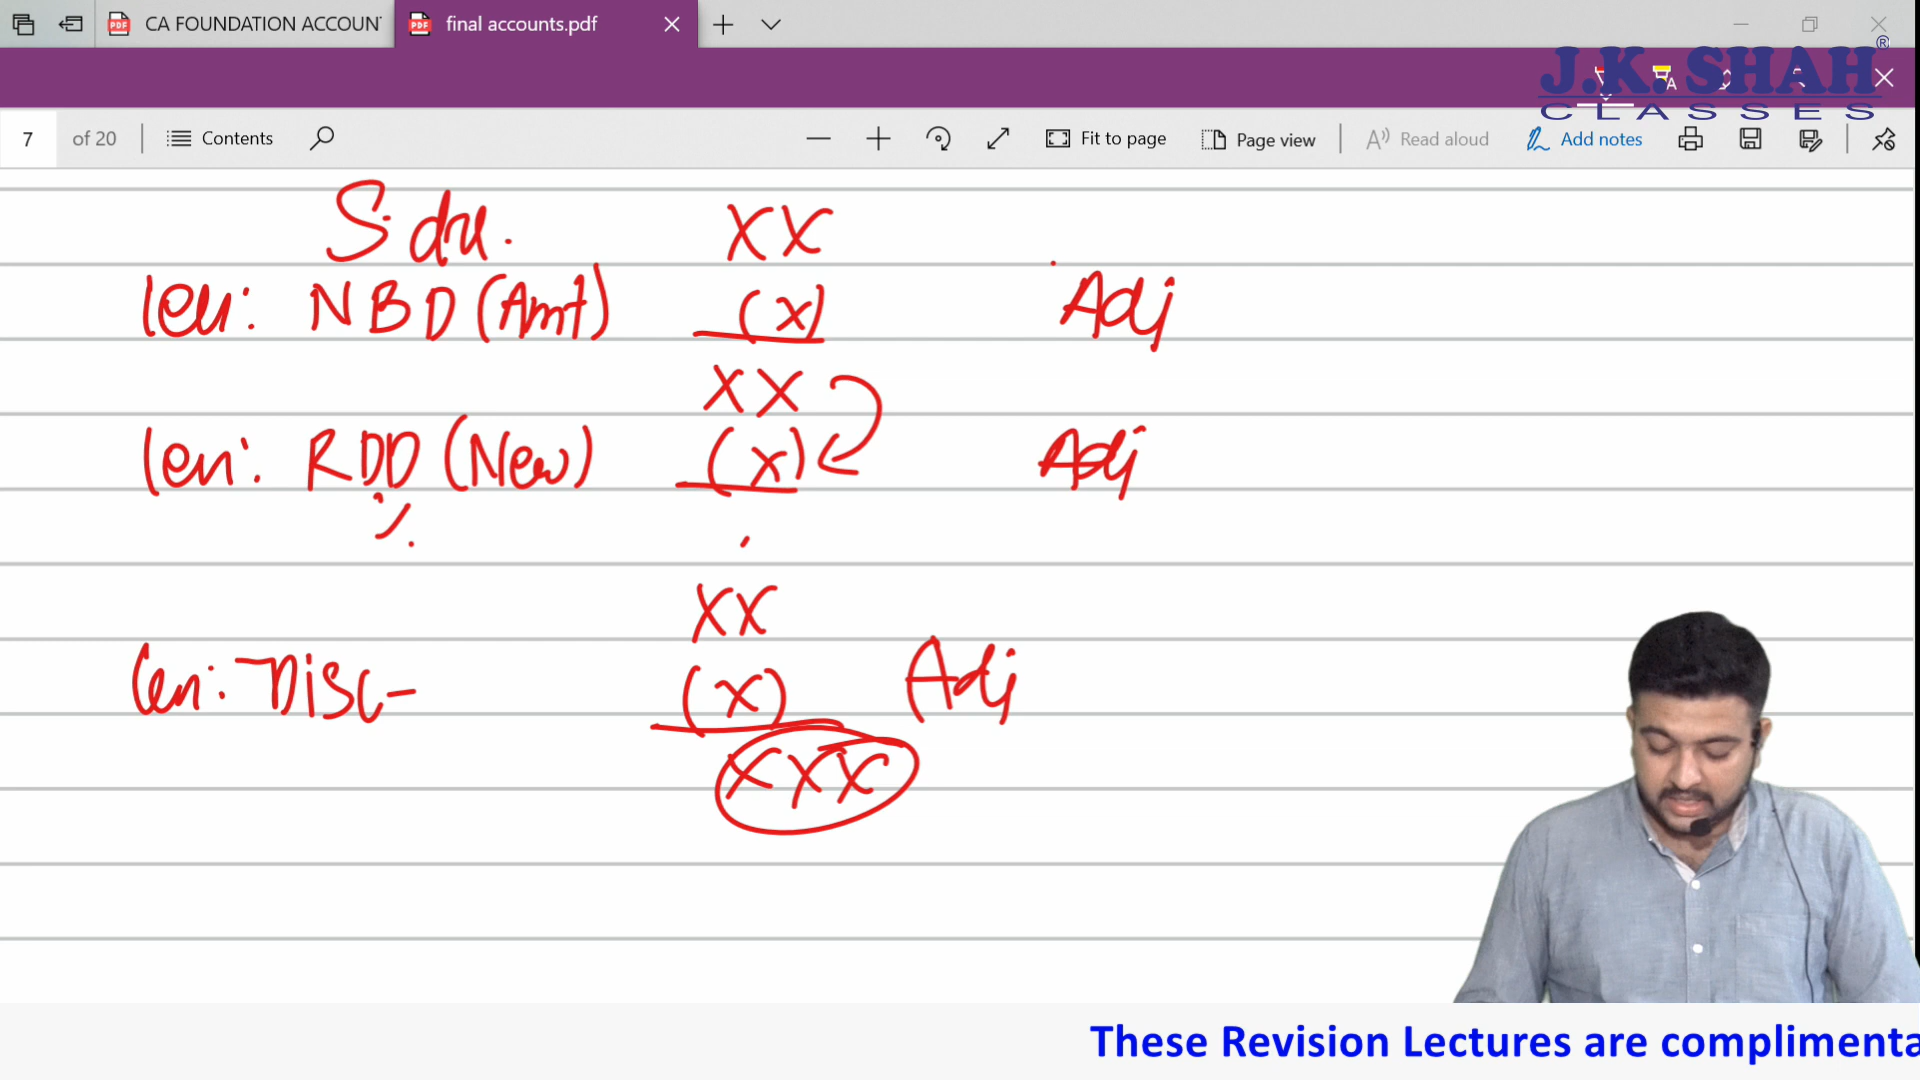 CA FOUNDATION ACCOUN
final accounts.pdf
J.K. SHAH®
CLASSES
7 of 20 Contents Fit to page Page view Read aloud Add notes
S. dr. XX
less: NBD (Amt) (x) Adj
XX
less: RDD (New) (x) Adj
%
XX
less: Disc- (x) Adj
XXX
These Revision Lectures are complimenta